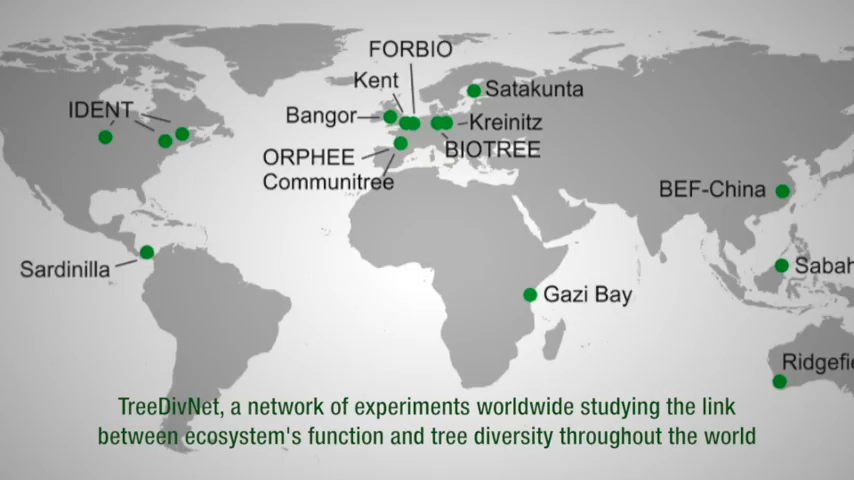 FORBIO
Kent
Satakunta
IDENT
Bangor
Kreinitz
ORPHEE
BIOTREE
Communitree
BEF-China
Sardinilla
Sabah
Gazi Bay
Ridgefie
TreeDivNet, a network of experiments worldwide studying the link
between ecosystem's function and tree diversity throughout the world